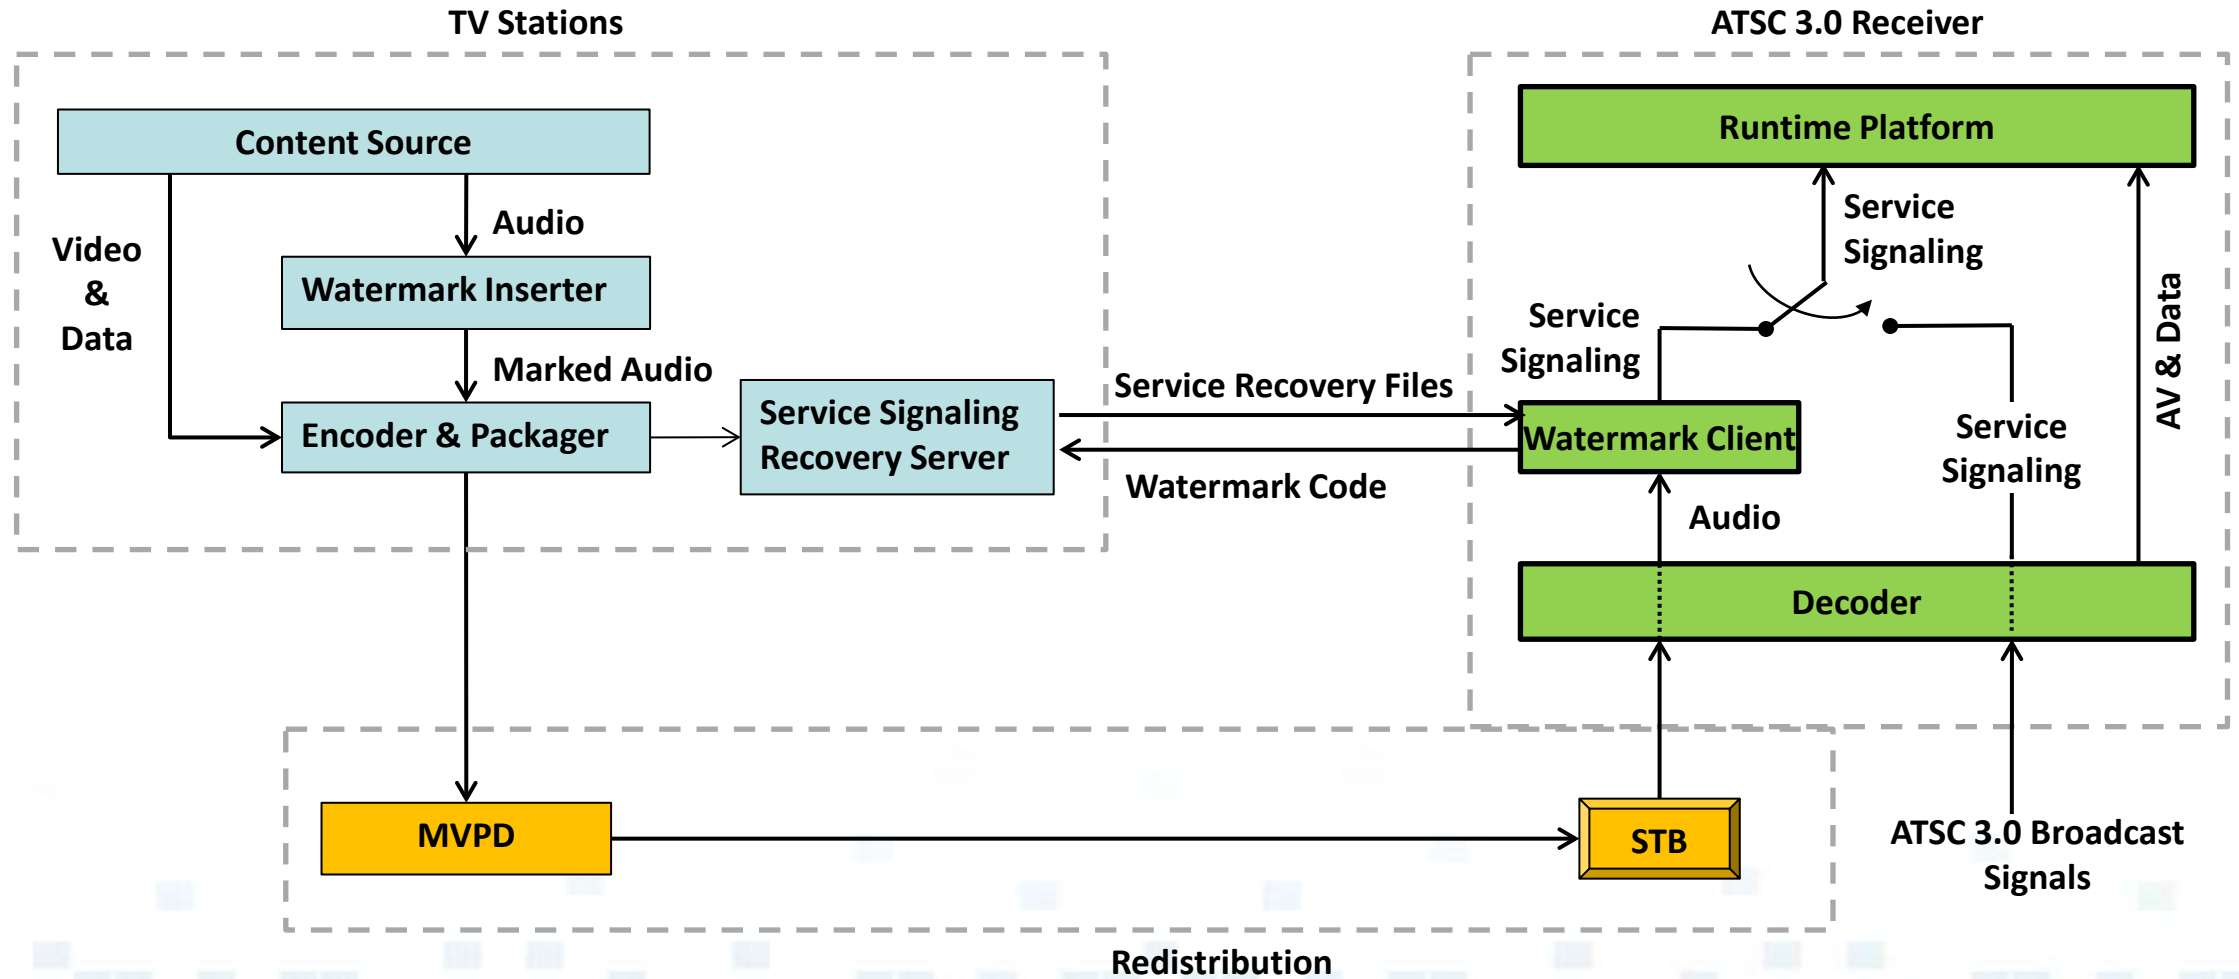 TV Stations
ATSC 3.0 Receiver
Content Source
Runtime Platform
Audio
Video
&
Data
Watermark Inserter
Marked Audio
Encoder & Packager
Service Signaling
Recovery Server
Service Recovery Files
Watermark Code
Service
Signaling
Service
Signaling
Watermark Client
Service
Signaling
AV & Data
Audio
Decoder
MVPD
STB
ATSC 3.0 Broadcast
Signals
Redistribution